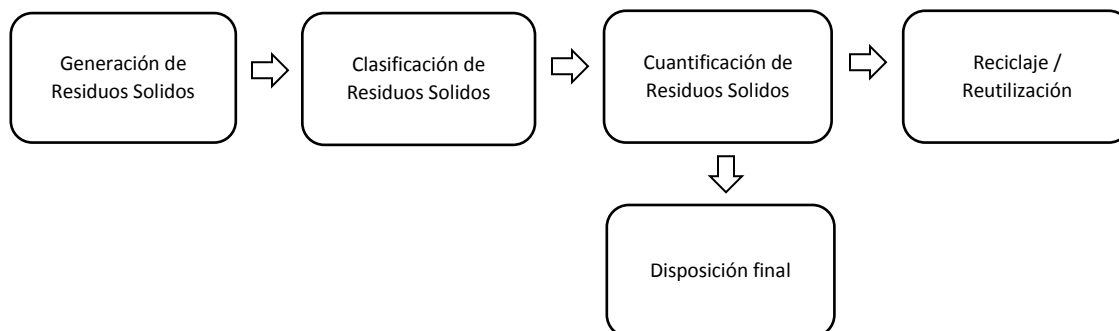 Generación de
Residuos Solidos
Clasificación de
Residuos Solidos
Cuantificación de
Residuos Solidos
Reciclaje /
Reutilización
Disposición final